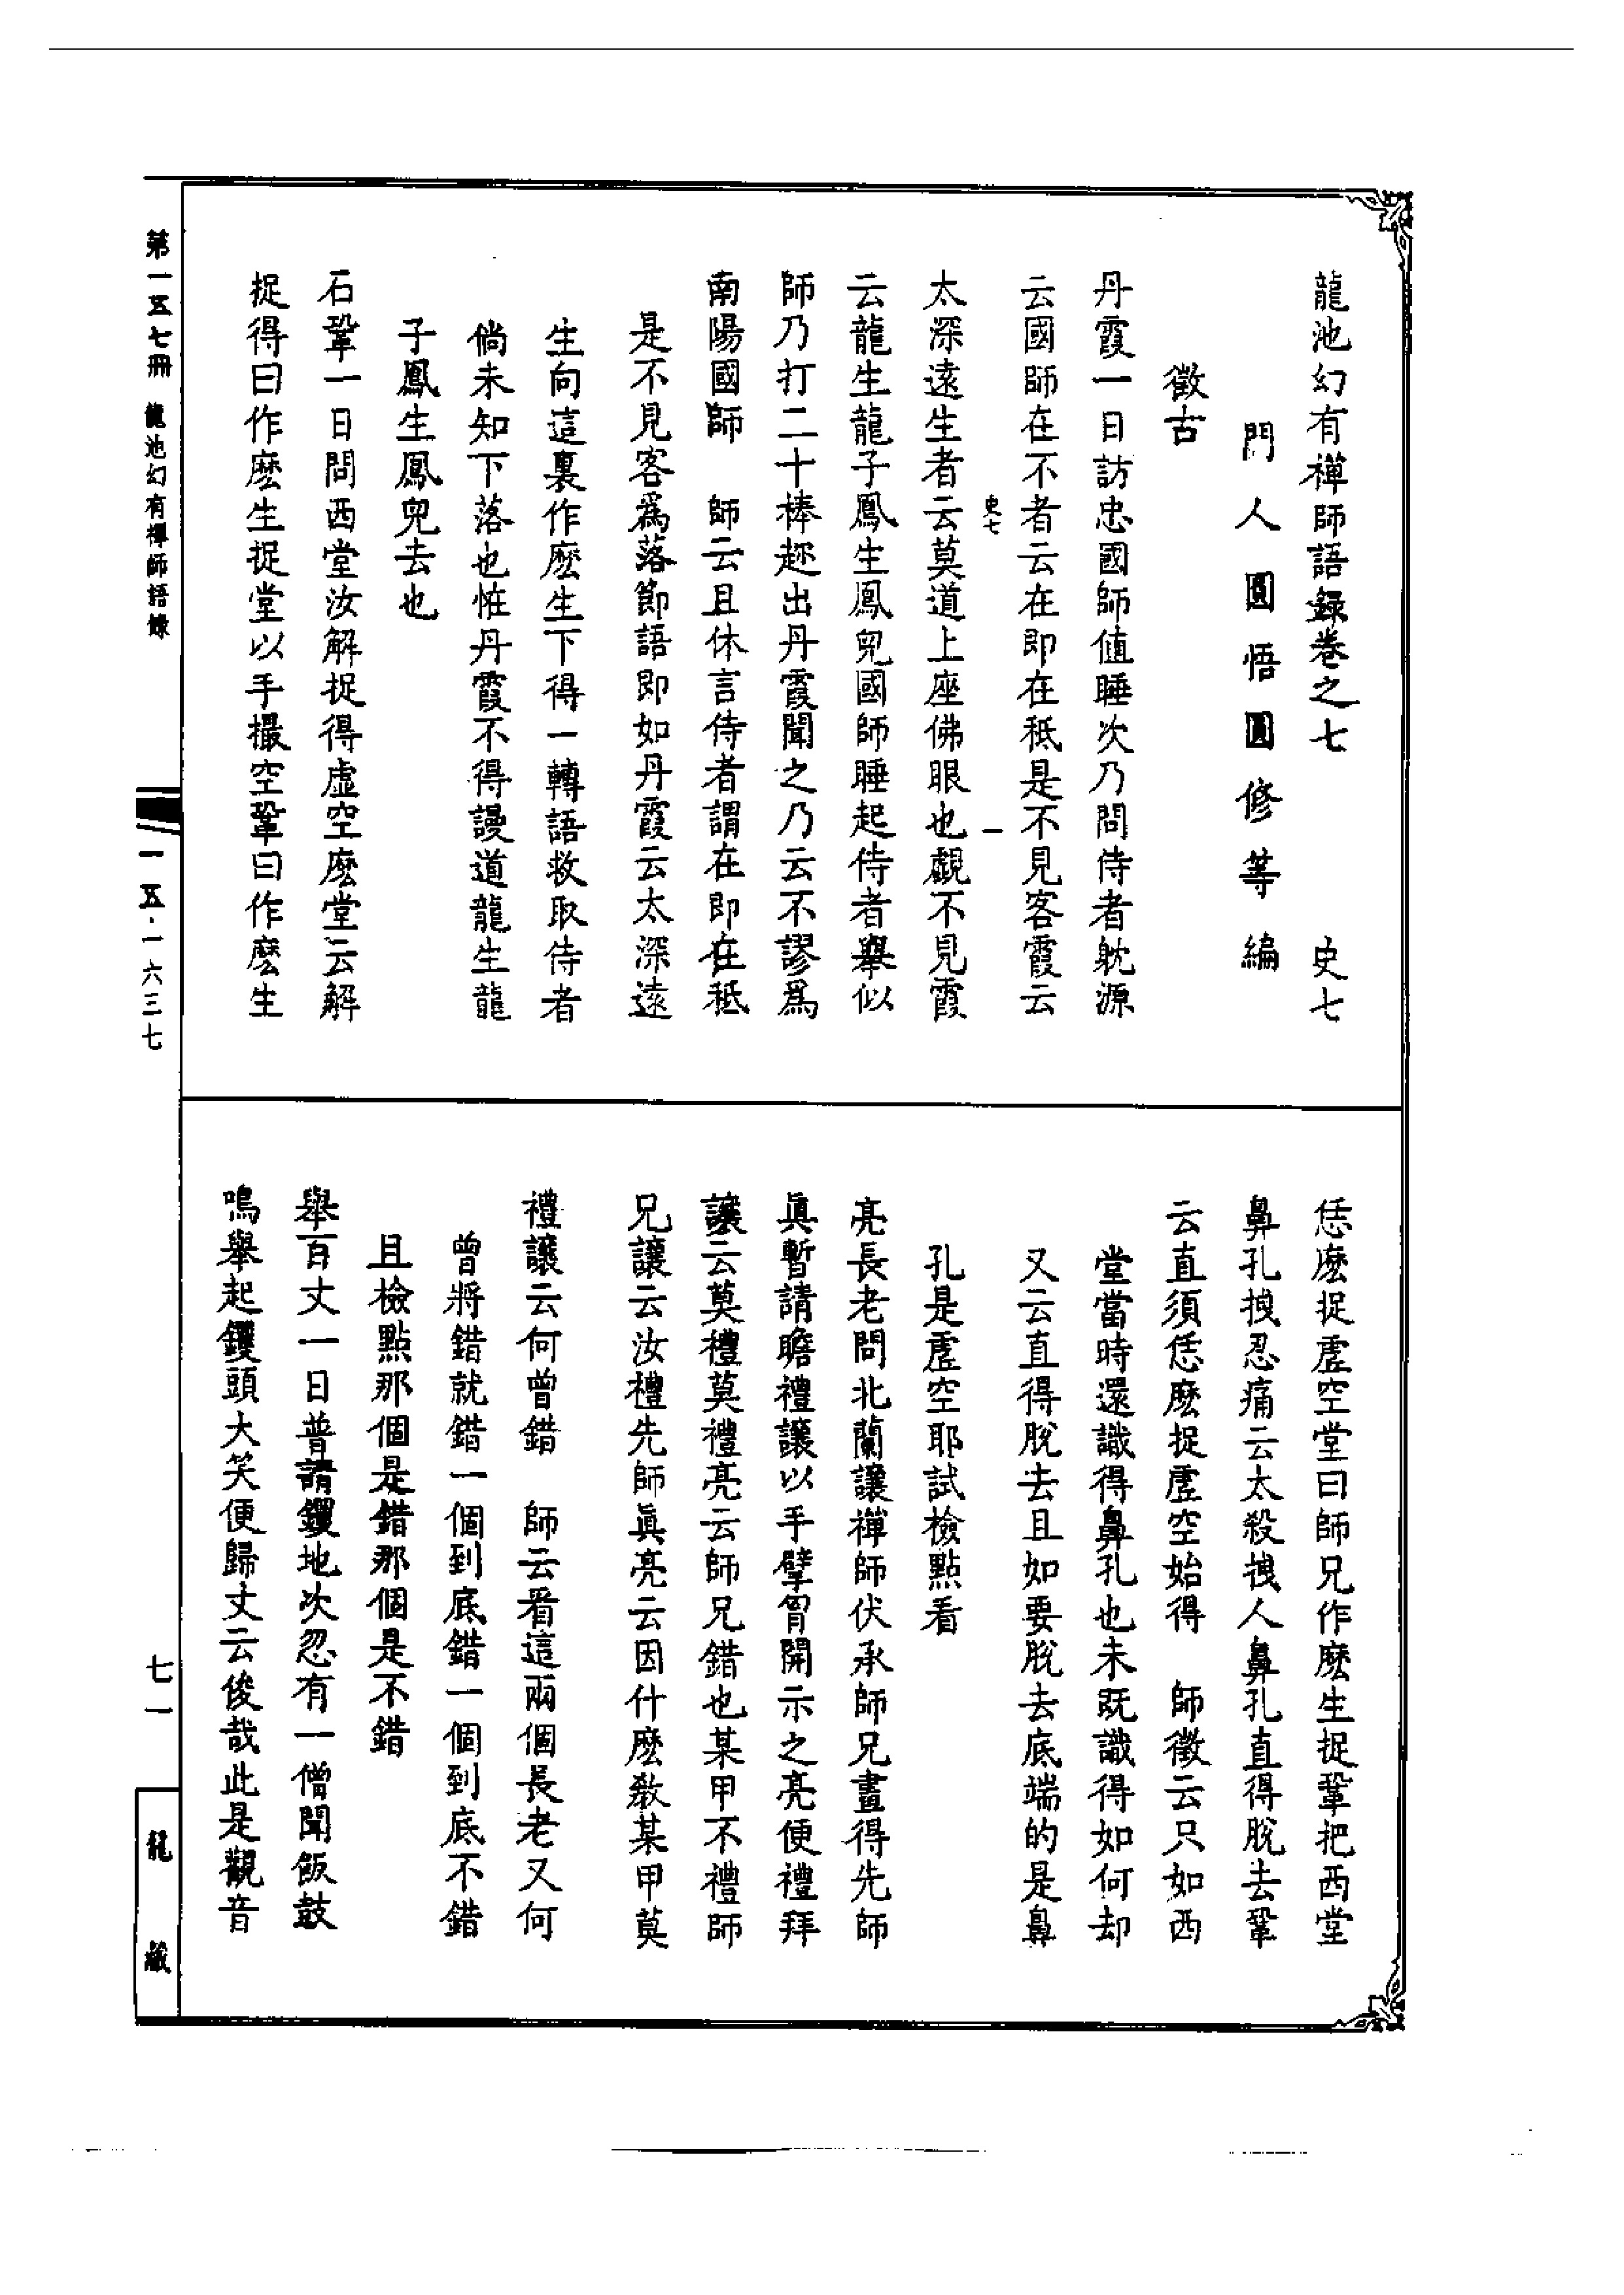 龍池幻有禪師語録卷之七　史七
門人圓悟圓修等編
徵古
丹霞一日訪忠國師值睡次乃問侍者躭源
云國師在不者云在即在秪是不見客霞云
史七　一
太深遠生者云莫道上座佛眼也覷不見霞
云龍生龍子鳳生鳳兒國師睡起侍者舉似
師乃打二十棒趂出丹霞聞之乃云不謬爲
南陽國師　師云且休言侍者謂在即在秪
是不見客爲落節語即如丹霞云太深遠
生向這裏作麽生下得一轉語救取侍者
倘未知下落也恠丹霞不得謾道龍生龍
子鳳生鳳兒去也
石鞏一日問西堂汝解捉得虛空麽堂云解
捉得曰作麽生捉堂以手撮空鞏曰作麽生
恁麽捉虛空堂曰師兄作麽生捉鞏把西堂
鼻孔拽忍痛云太殺拽人鼻孔直得脫去鞏
云直須恁麽捉虛空始得　師徵云只如西
堂當時還識得鼻孔也未既識得如何却
又云直得脫去且如要脫去底端的是鼻
孔是虛空耶試檢點看
亮長老問北蘭讓禪師伏承師兄畫得先師
眞暫請瞻禮讓以手擘胷開示之亮便禮拜
讓云莫禮莫禮亮云師兄錯也某甲不禮師
兄讓云汝禮先師眞亮云因什麽教某甲莫
禮讓云何曾錯　師云看這兩個長老又何
曾將錯就錯一個到底錯一個到底不錯
且檢點那個是錯那個是不錯
舉百丈一日普請钁地次忽有一僧聞飯鼓
鳴舉起钁頭大笑便歸丈云俊哉此是觀音
第一五七冊　龍池幻有禪師語錄
一五·一六三七
七一
龍藏